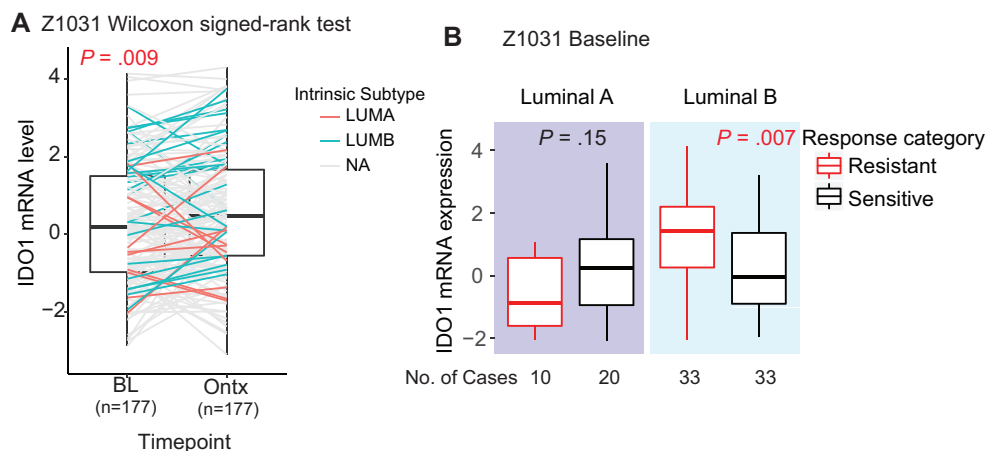 A Z1031 Wilcoxon signed-rank test
P = .009
IDO1 mRNA level
4
2
0
−2
BL
(n=177)
Ontx
(n=177)
Timepoint
Intrinsic Subtype
LUMA
LUMB
NA
B Z1031 Baseline
Luminal A
Luminal B
P = .15
P = .007
IDO1 mRNA expression
4
2
0
−2
No. of Cases 10 20 33 33
Response category
Resistant
Sensitive